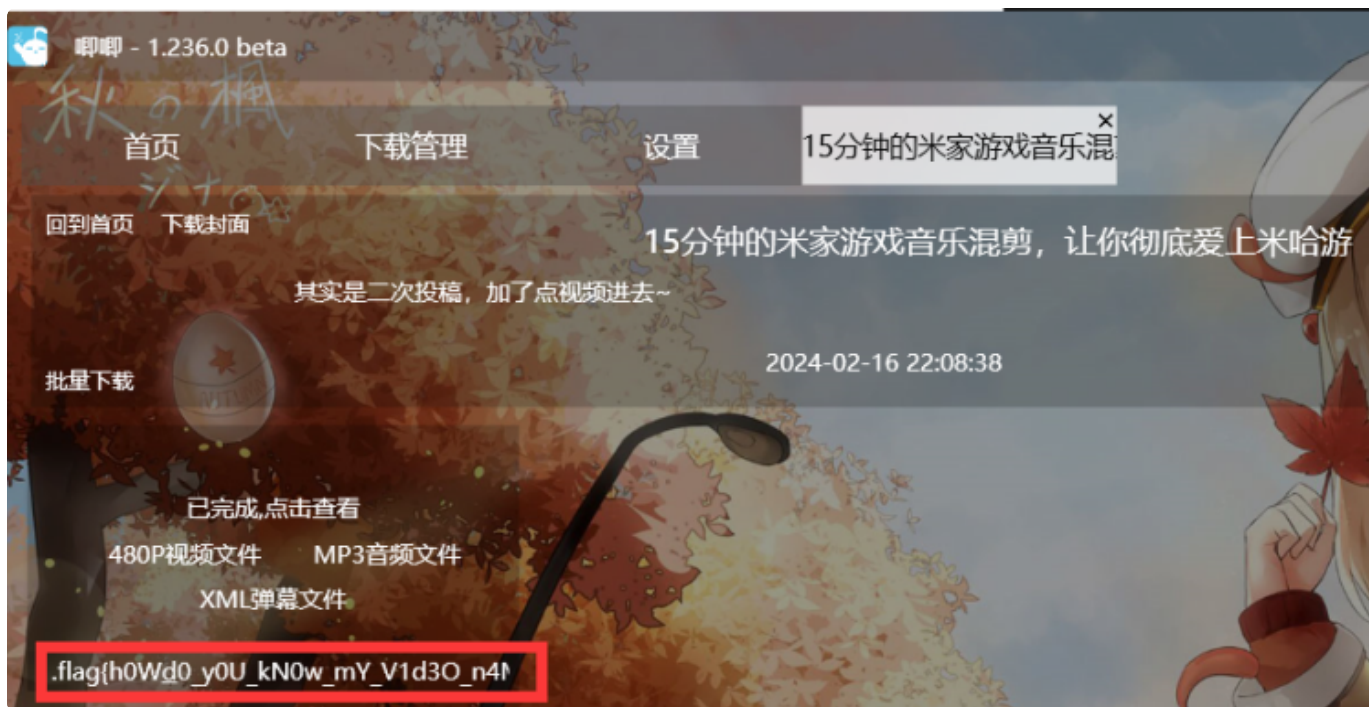 唧唧 - 1.236.0 beta
秋の楓
首页 下载管理 设置 15分钟的米家游戏音乐混
回到首页 下载封面
15分钟的米家游戏音乐混剪，让你彻底爱上米哈游
其实是二次投稿，加了点视频进去~
2024-02-16 22:08:38
批量下载
已完成,点击查看
480P视频文件 MP3音频文件
XML弹幕文件
.flag{h0Wd0_y0U_kN0w_mY_V1d3O_n4